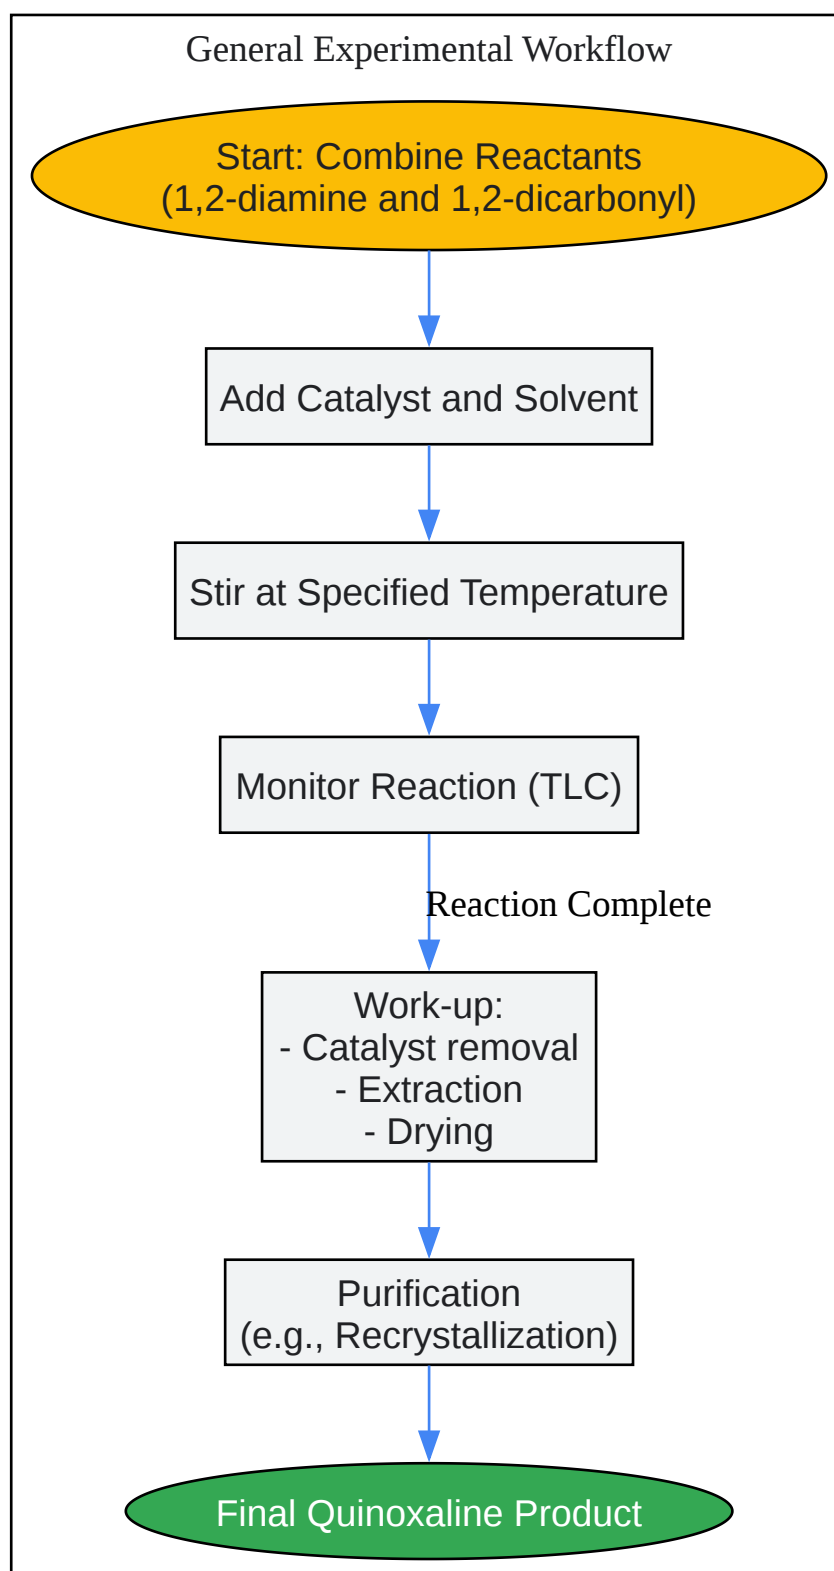 General Experimental Workflow
Start: Combine Reactants
(1,2-diamine and 1,2-dicarbonyl)
Add Catalyst and Solvent
Stir at Specified Temperature
Monitor Reaction (TLC)
Reaction Complete
Work-up:
- Catalyst removal
- Extraction
- Drying
Purification
(e.g., Recrystallization)
Final Quinoxaline Product